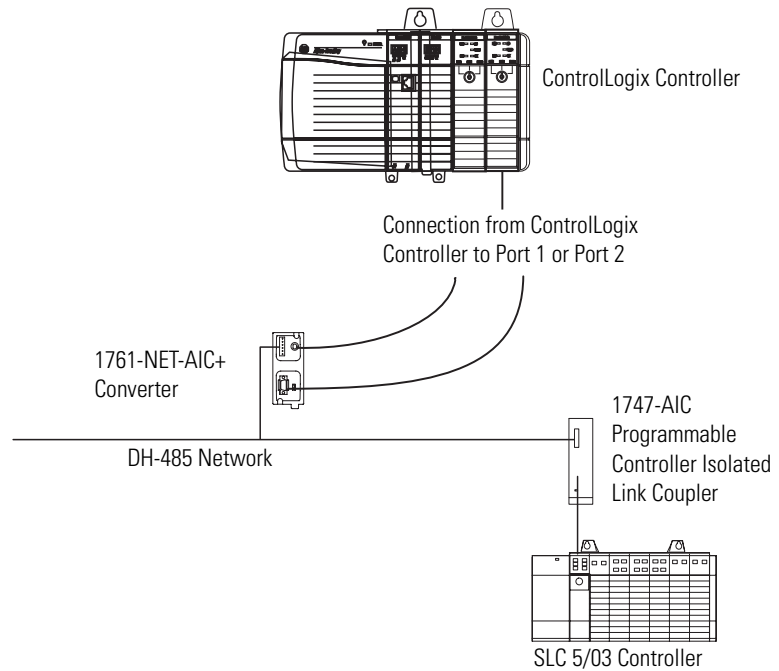 ControlLogix Controller
Connection from ControlLogix
Controller to Port 1 or Port 2
1761-NET-AIC+
Converter
1747-AIC
Programmable
Controller Isolated
Link Coupler
DH-485 Network
SLC 5/03 Controller